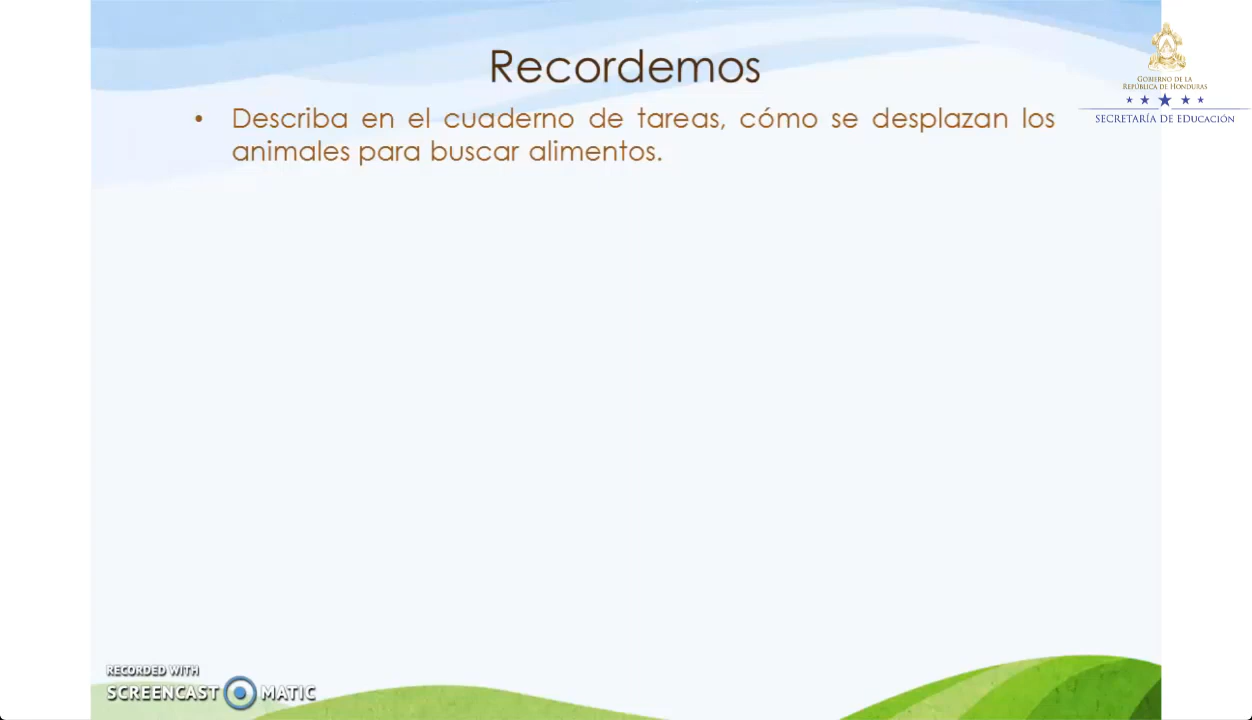 Recordemos
• Describa en el cuaderno de tareas, cómo se desplazan los
animales para buscar alimentos.
GOBIERNO DE LA
REPÚBLICA DE HONDURAS
SECRETARÍA DE EDUCACIÓN
RECORDED WITH
SCREENCAST MATIC